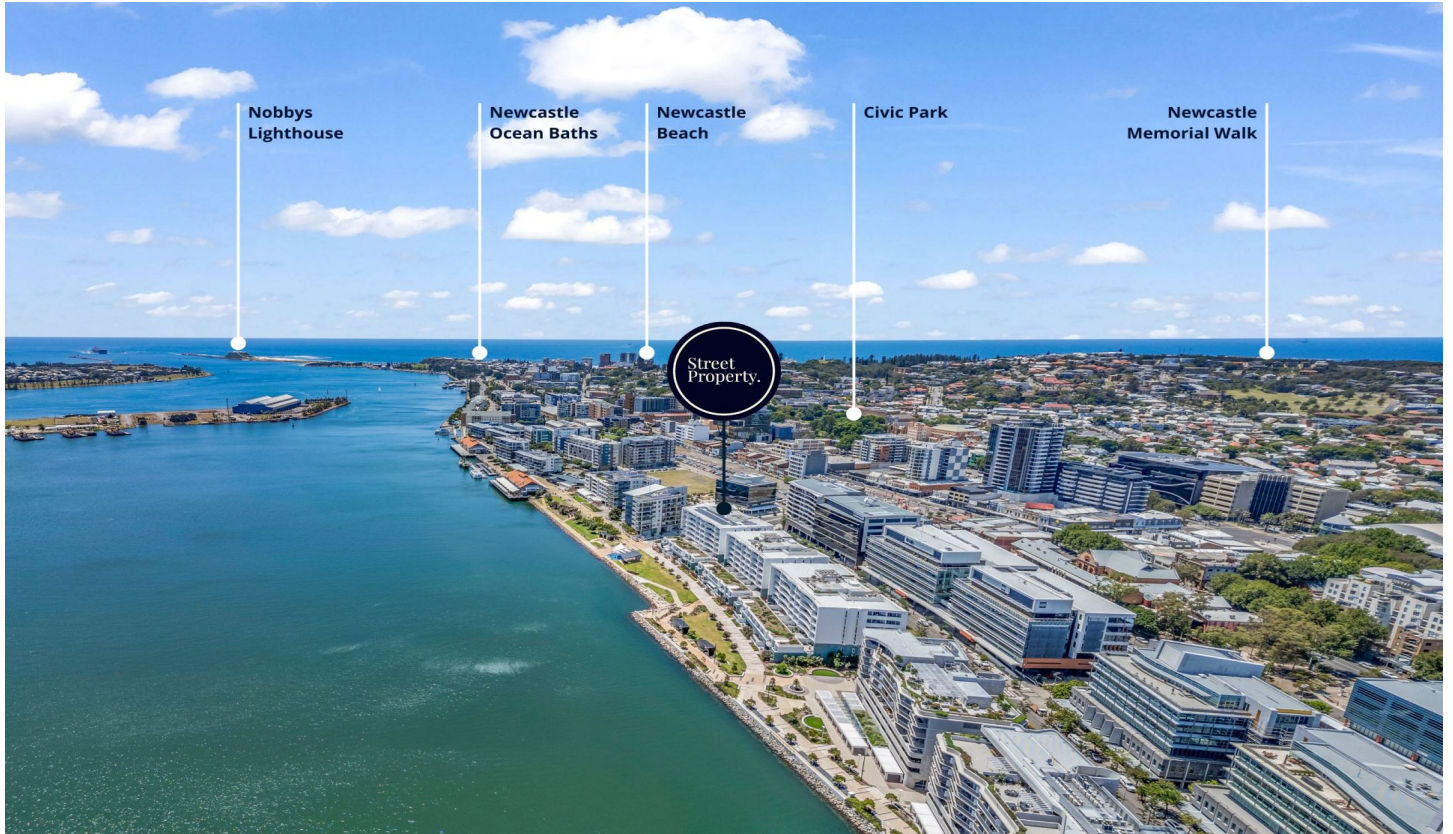 Nobbys
Lighthouse
Newcastle
Ocean Baths
Newcastle
Beach
Civic Park
Newcastle
Memorial Walk
Street
Property.